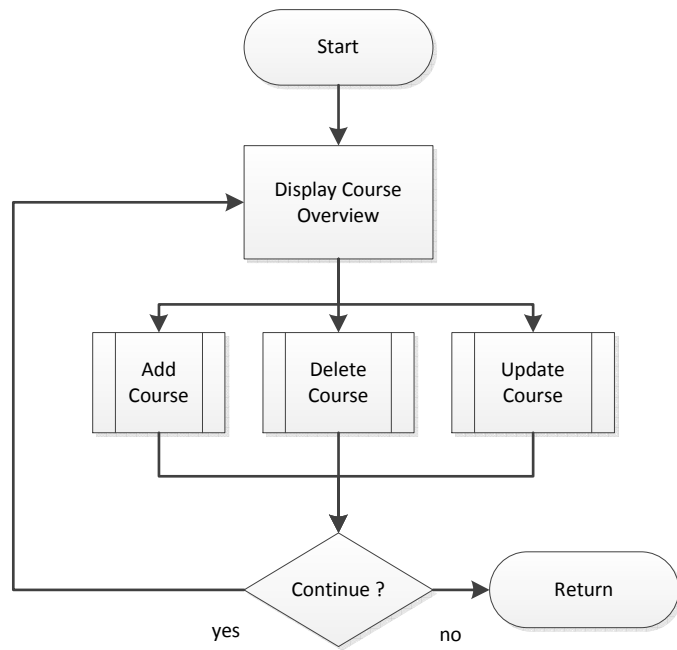 Start
Display Course
Overview
Add
Course
Delete
Course
Update
Course
Continue ?
Return
yes
no